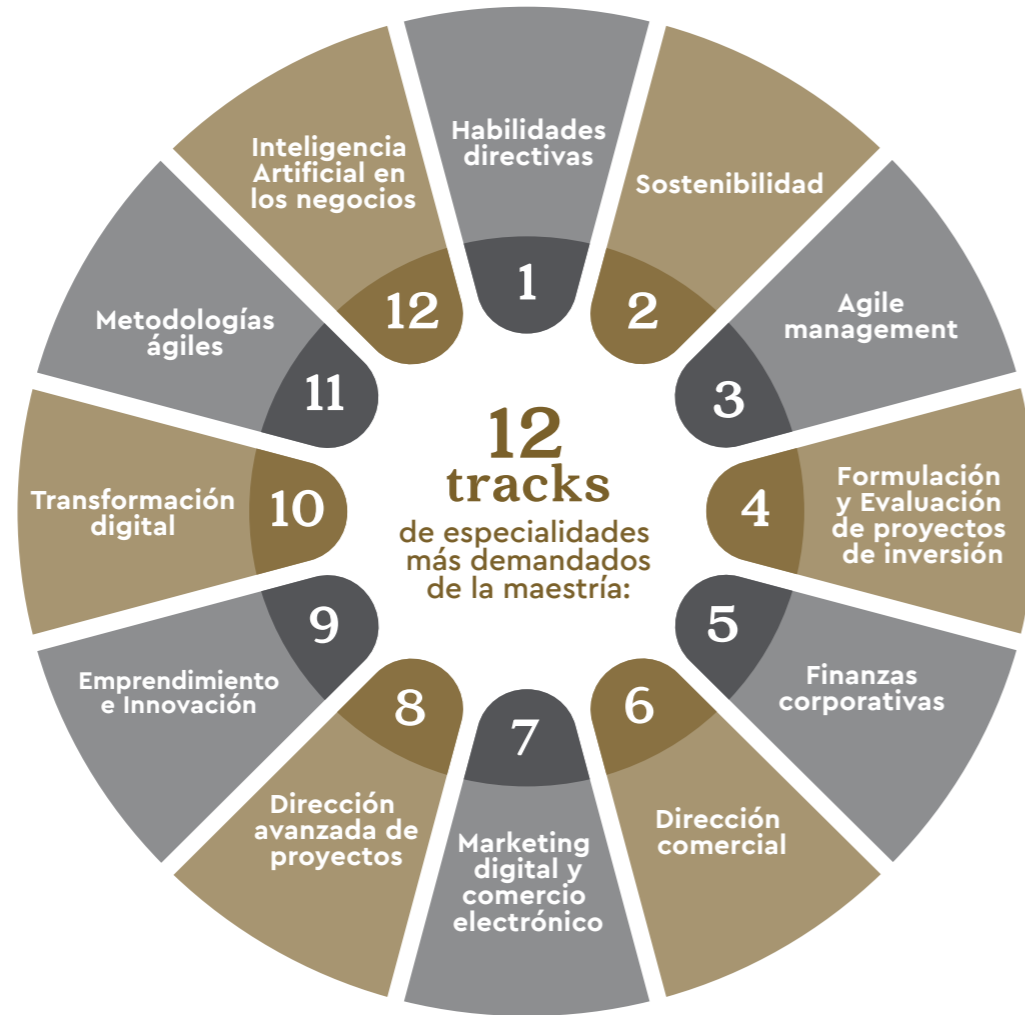 12
tracks
de especialidades
más demandados
de la maestría:
1
Habilidades
directivas
2
Sostenibilidad
3
Agile
management
4
Formulación
y Evaluación
de proyectos
de inversión
5
Finanzas
corporativas
6
Dirección
comercial
7
Marketing
digital y
comercio
electrónico
8
Dirección
avanzada de
proyectos
9
Emprendimiento
e Innovación
10
Transformación
digital
11
Metodologías
ágiles
12
Inteligencia
Artificial en
los negocios